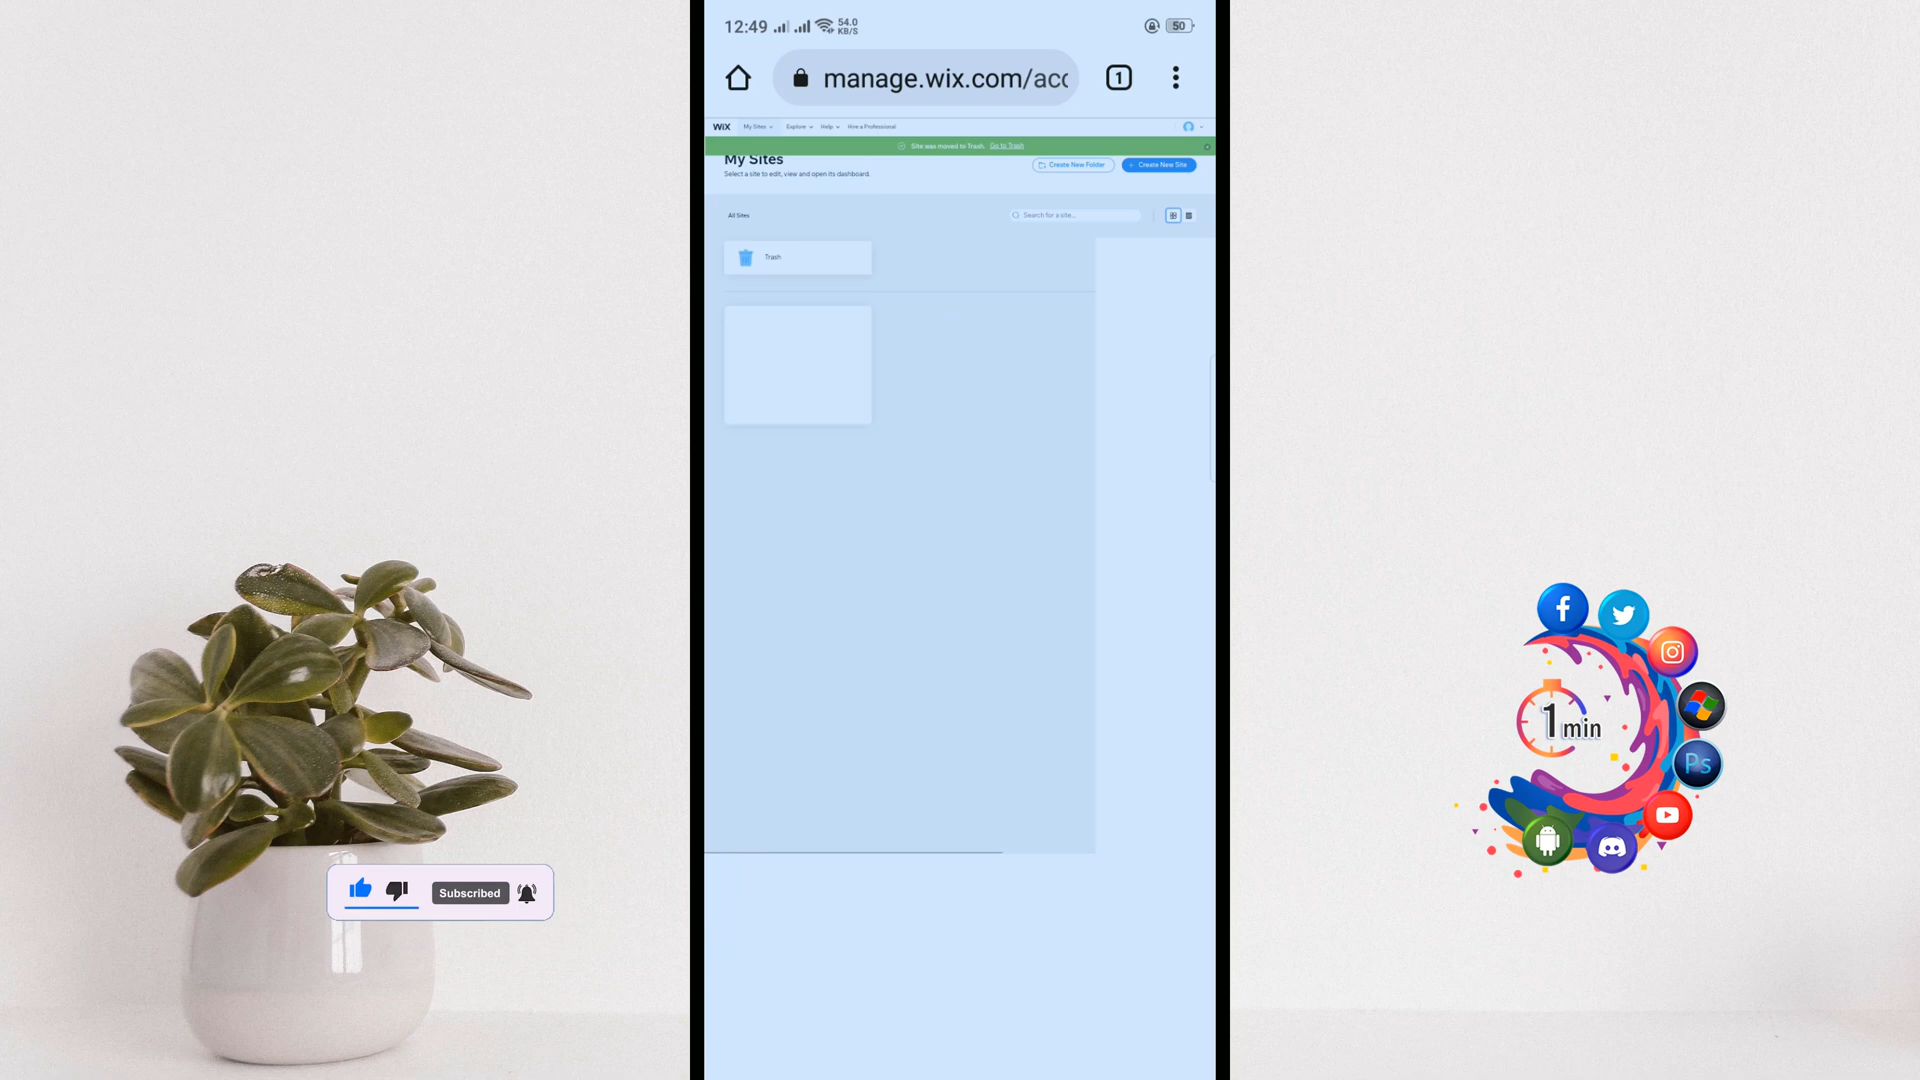 12:49
54.0
KB/S
50
manage.wix.com/acc
1
WiX
My Sites
Explore
Help
Hire a Professional
Site was moved to Trash. Go to Trash
My Sites
Select a site to edit, view and open its dashboard.
Create New Folder
+ Create New Site
All Sites
Search for a site...
Trash
Subscribed
1 min
Ps